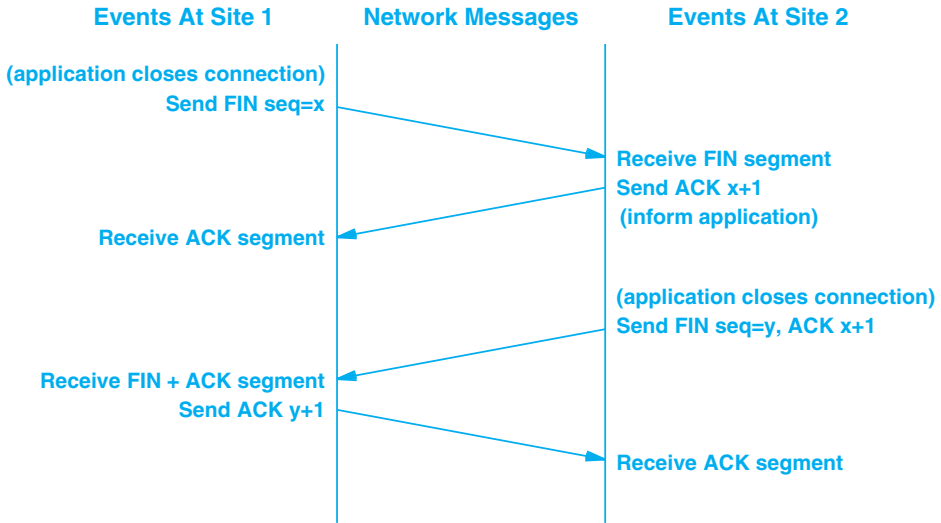 Events At Site 1
Network Messages
Events At Site 2
(application closes connection)
Send FIN seq=x
Receive FIN segment
Send ACK x+1
(inform application)
Receive ACK segment
(application closes connection)
Send FIN seq=y, ACK x+1
Receive FIN + ACK segment
Send ACK y+1
Receive ACK segment